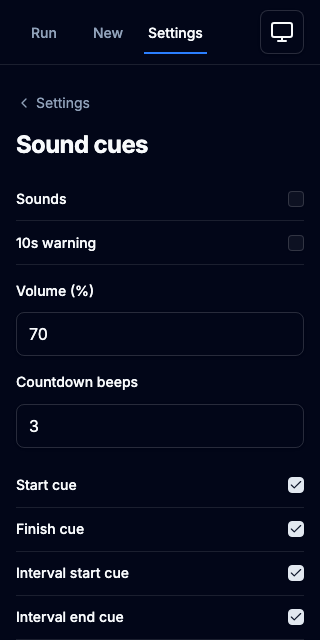 Run New Settings
Settings
Sound cues
Sounds
10s warning
Volume (%)
70
Countdown beeps
3
Start cue
Finish cue
Interval start cue
Interval end cue